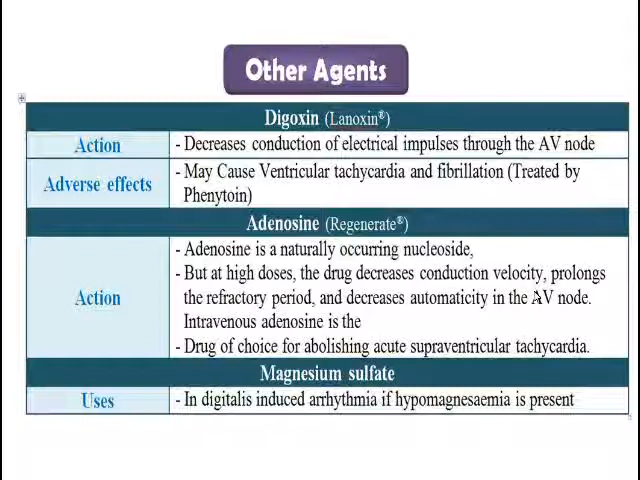 Other Agents
Digoxin (Lanoxin®)
Action
- Decreases conduction of electrical impulses through the AV node
Adverse effects
- May Cause Ventricular tachycardia and fibrillation (Treated by
Phenytoin)
Adenosine (Regenerate®)
Action
- Adenosine is a naturally occurring nucleoside,
- But at high doses, the drug decreases conduction velocity, prolongs
the refractory period, and decreases automaticity in the AV node.
Intravenous adenosine is the
- Drug of choice for abolishing acute supraventricular tachycardia.
Magnesium sulfate
Uses
- In digitalis induced arrhythmia if hypomagnesaemia is present